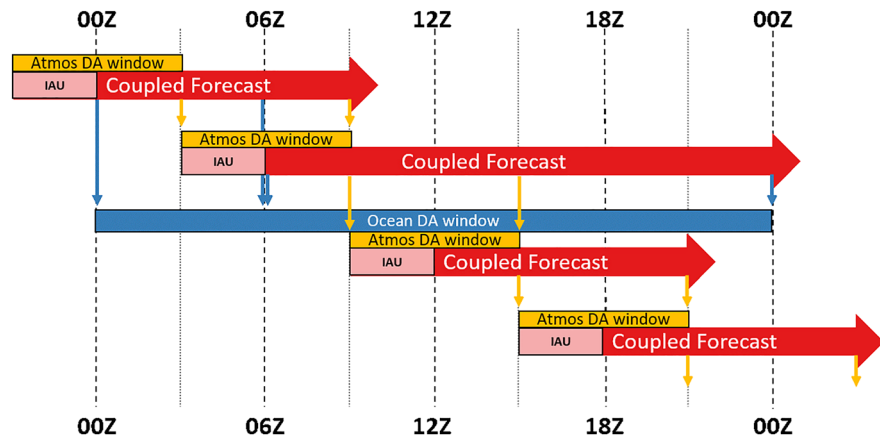 00Z 06Z 12Z 18Z 00Z
Atmos DA window
IAU Coupled Forecast
Atmos DA window
IAU Coupled Forecast
Ocean DA window
Atmos DA window
IAU Coupled Forecast
Atmos DA window
IAU Coupled Forecast
00Z 06Z 12Z 18Z 00Z